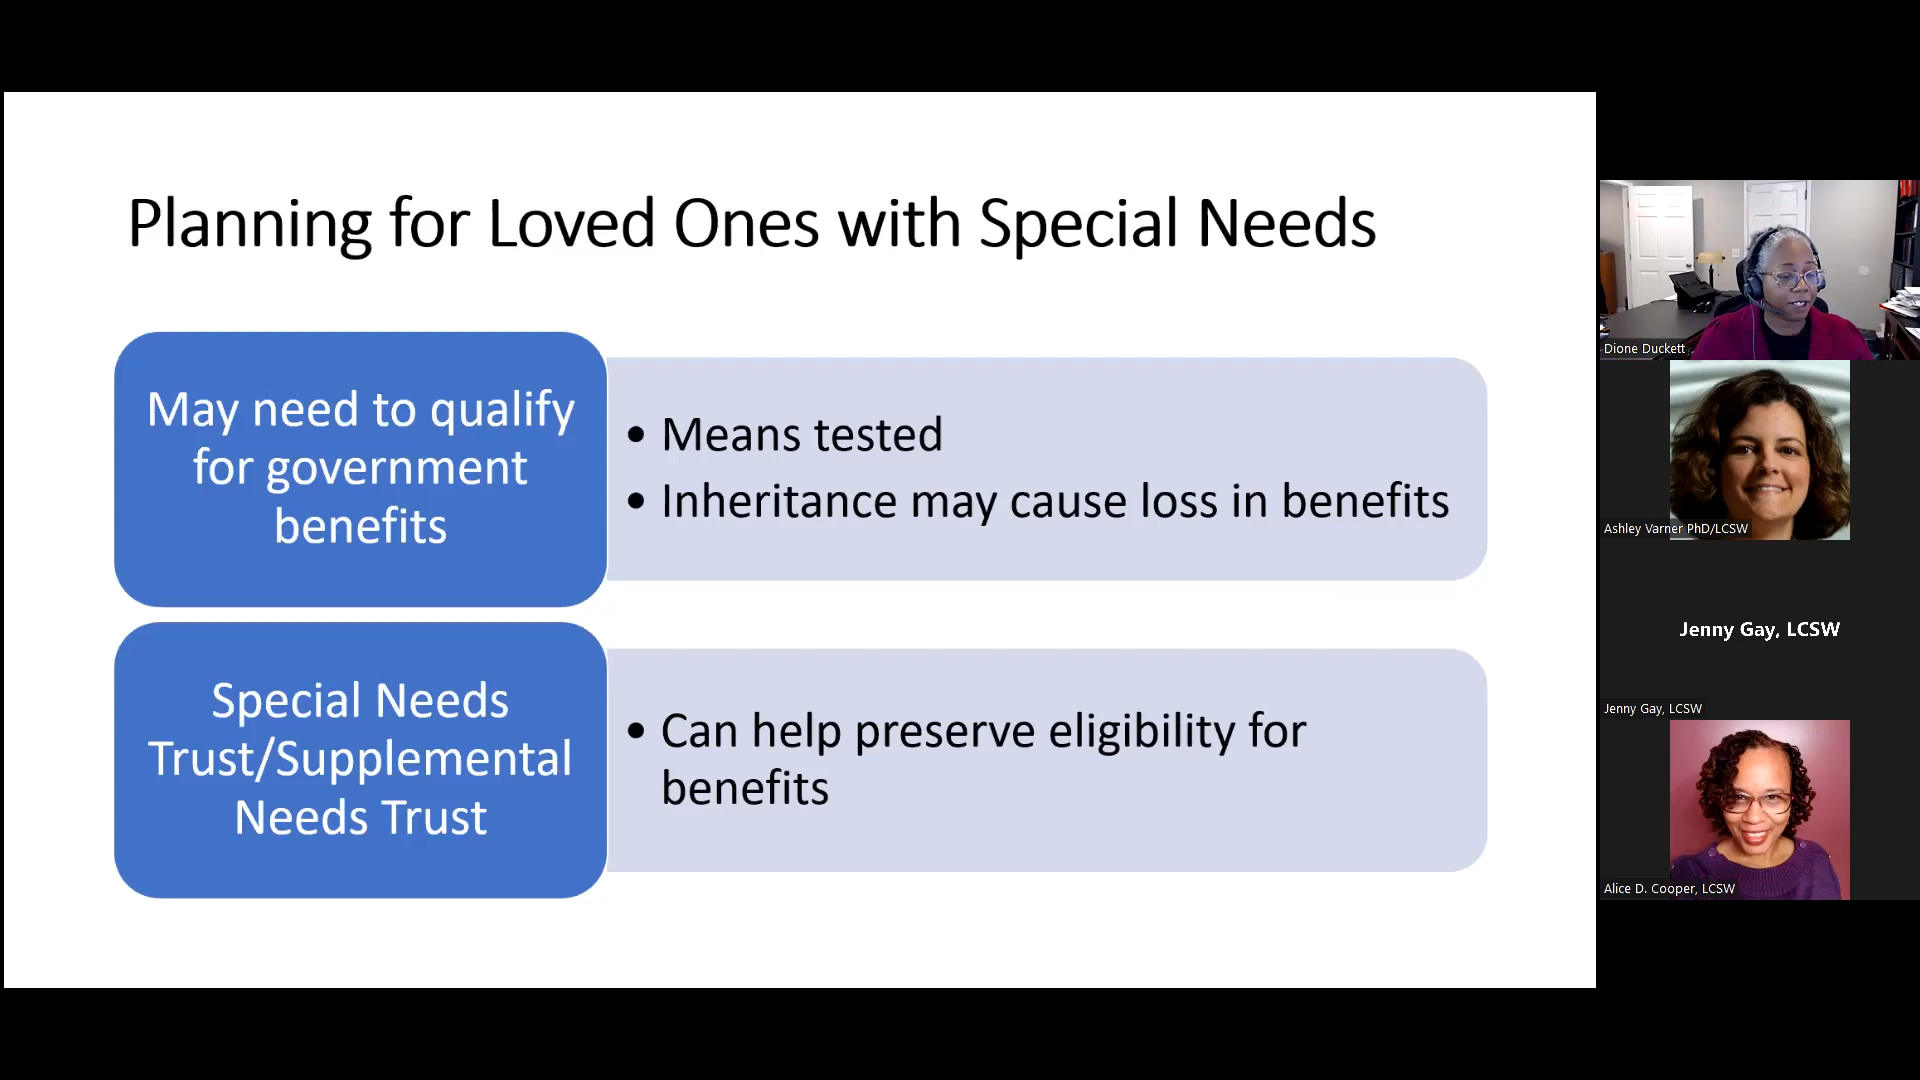 Planning for Loved Ones with Special Needs
May need to qualify
for government
benefits
• Means tested
• Inheritance may cause loss in benefits
Special Needs
Trust/Supplemental
Needs Trust
• Can help preserve eligibility for
benefits
Dione Duckett
Ashley Varner PhD/LCSW
Jenny Gay, LCSW
Jenny Gay, LCSW
Alice D. Cooper, LCSW